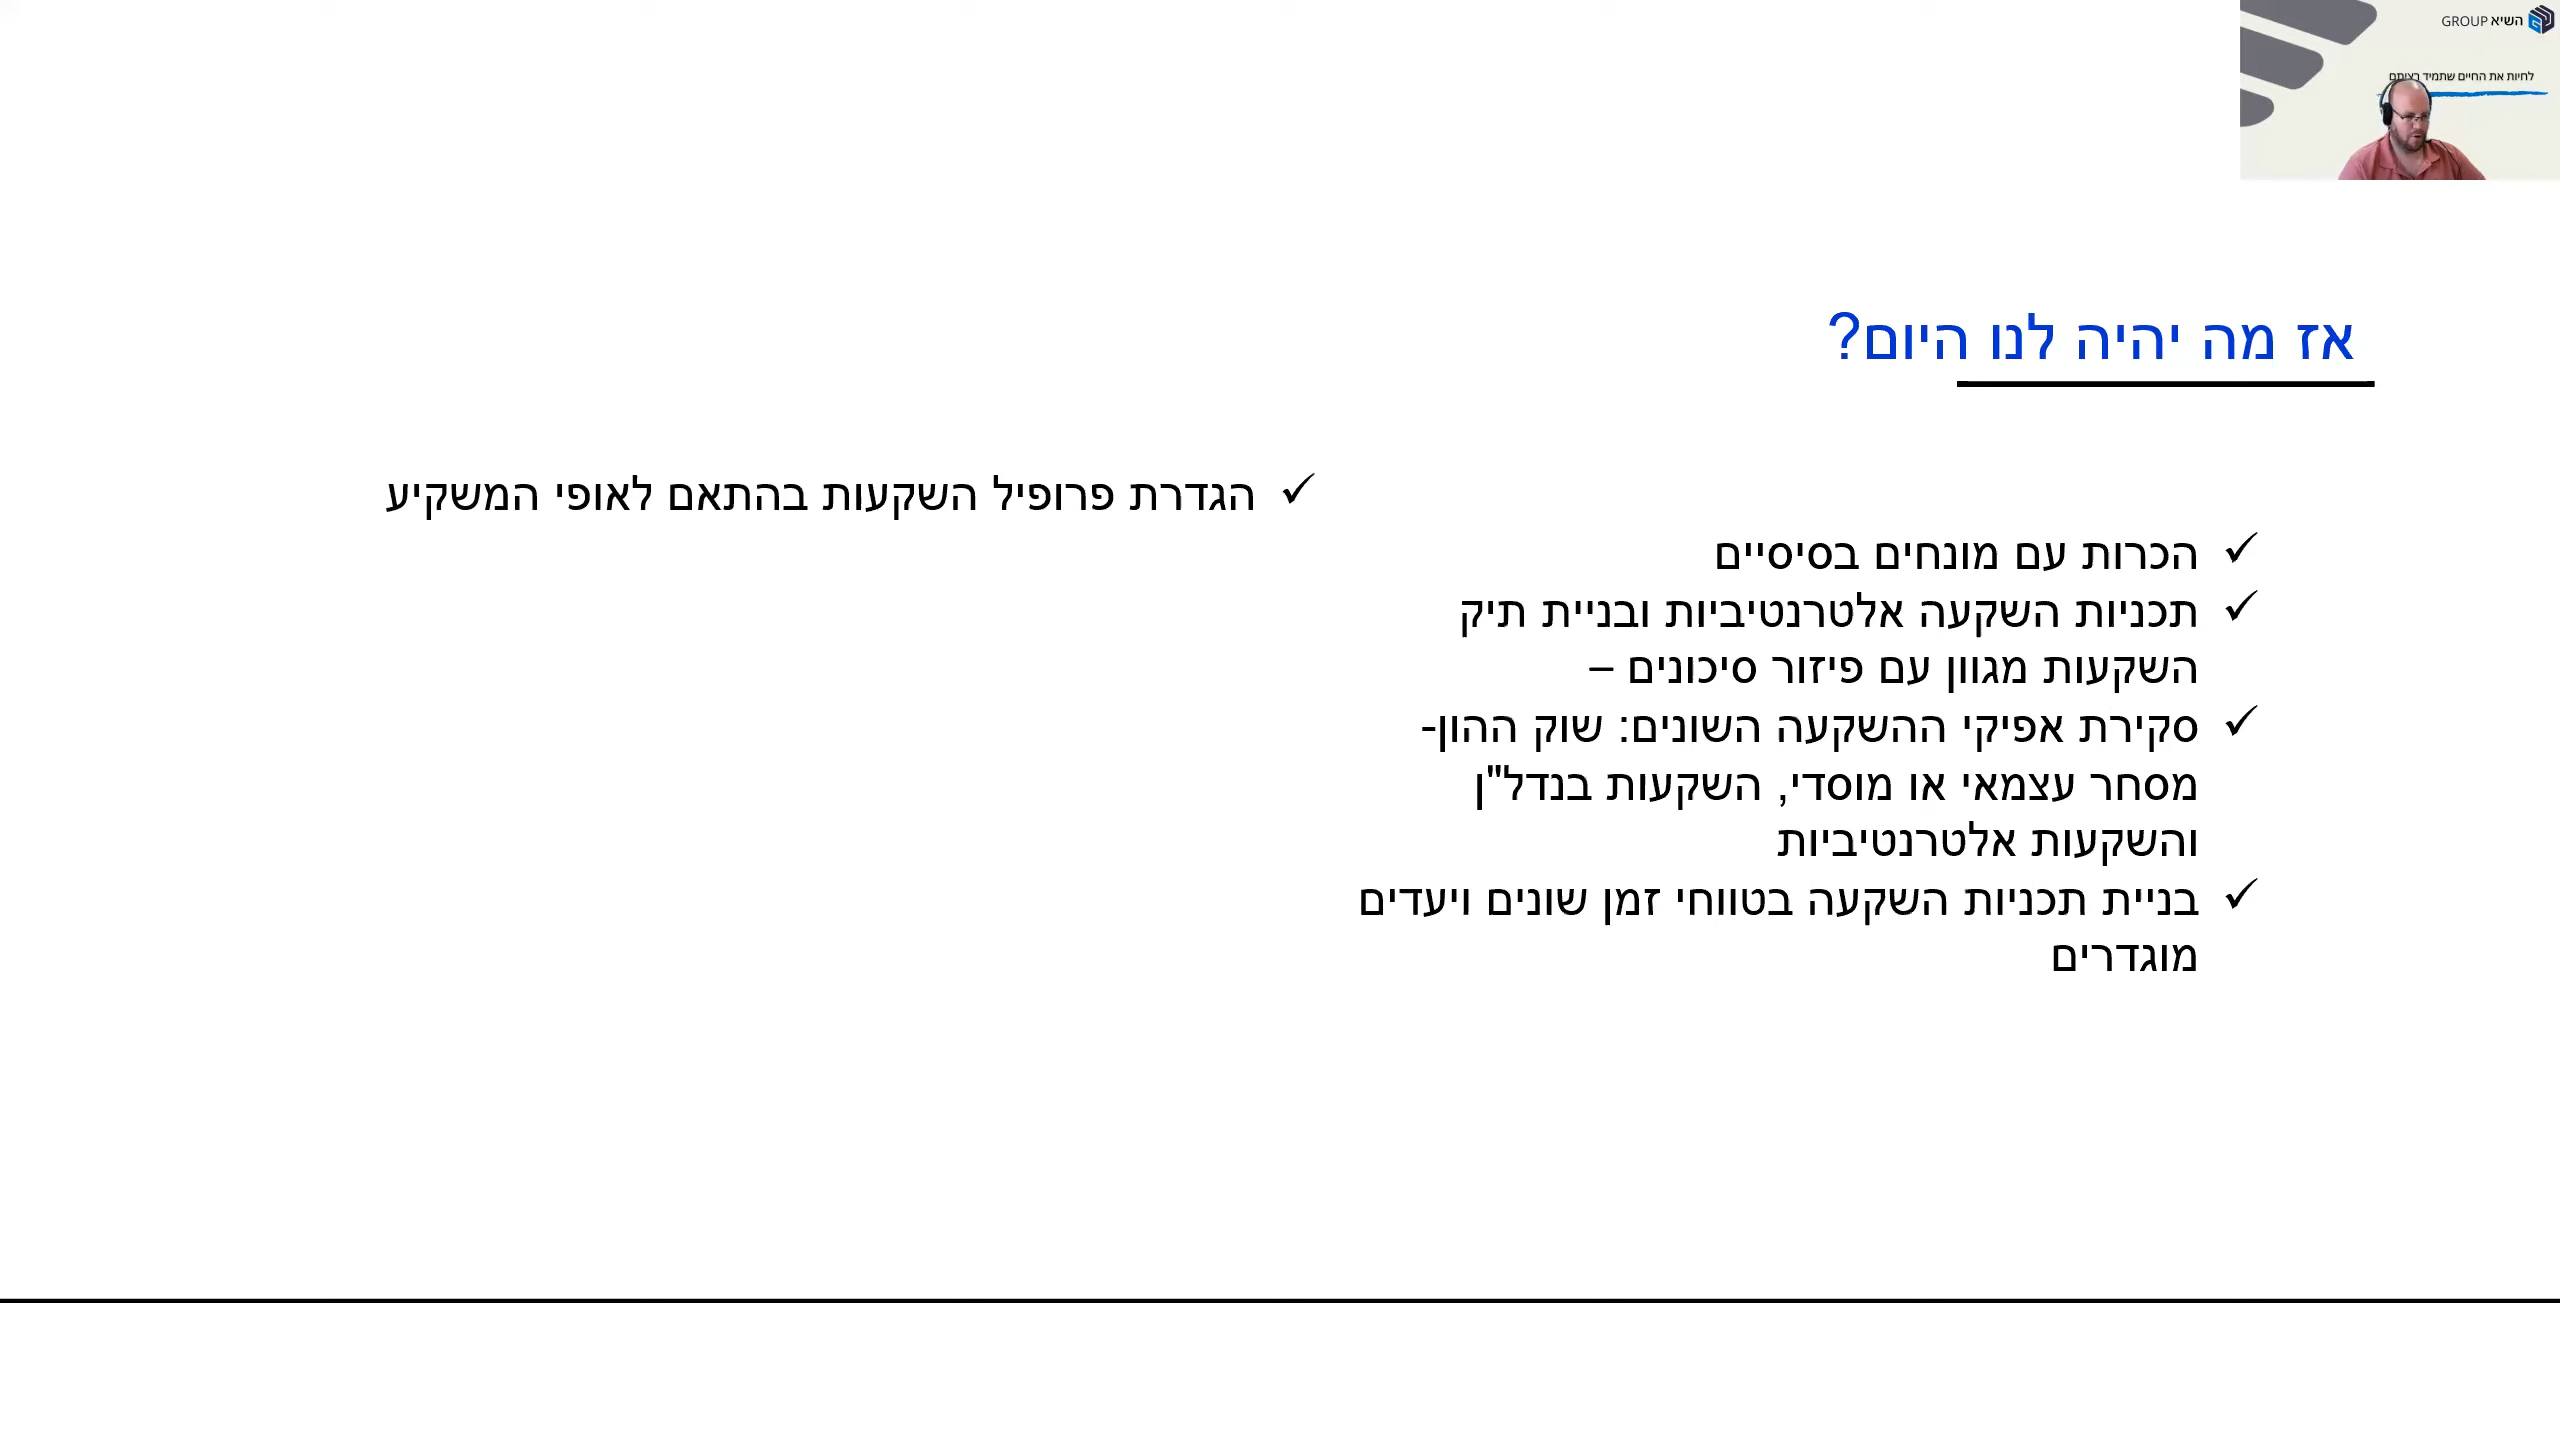 השיא GROUP
לחיות את החיים שתמיד רציתם
אז מה יהיה לנו היום?
הכרות עם מונחים בסיסיים
תכניות השקעה אלטרנטיביות ובניית תיק
השקעות מגוון עם פיזור סיכונים –
סקירת אפיקי ההשקעה השונים: שוק ההון-
מסחר עצמאי או מוסדי, השקעות בנדל"ן
והשקעות אלטרנטיביות
בניית תכניות השקעה בטווחי זמן שונים ויעדים
מוגדרים
הגדרת פרופיל השקעות בהתאם לאופי המשקיע